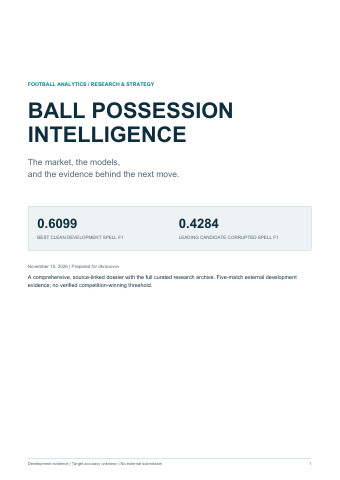 FOOTBALL ANALYTICS / RESEARCH & STRATEGY
BALL POSSESSION
INTELLIGENCE
The market, the models,
and the evidence behind the next move.
0.6099
0.4284
BEST CLEAN DEVELOPMENT SPELL F1
LEADING CANDIDATE CORRUPTED SPELL F1
November 10, 2026 | Prepared for
A comprehensive, source-linked dossier with the full curated research archive. Five-match external development
evidence; no verified competition-winning threshold.
Development evidence | Target accuracy unknown | No external submission
1